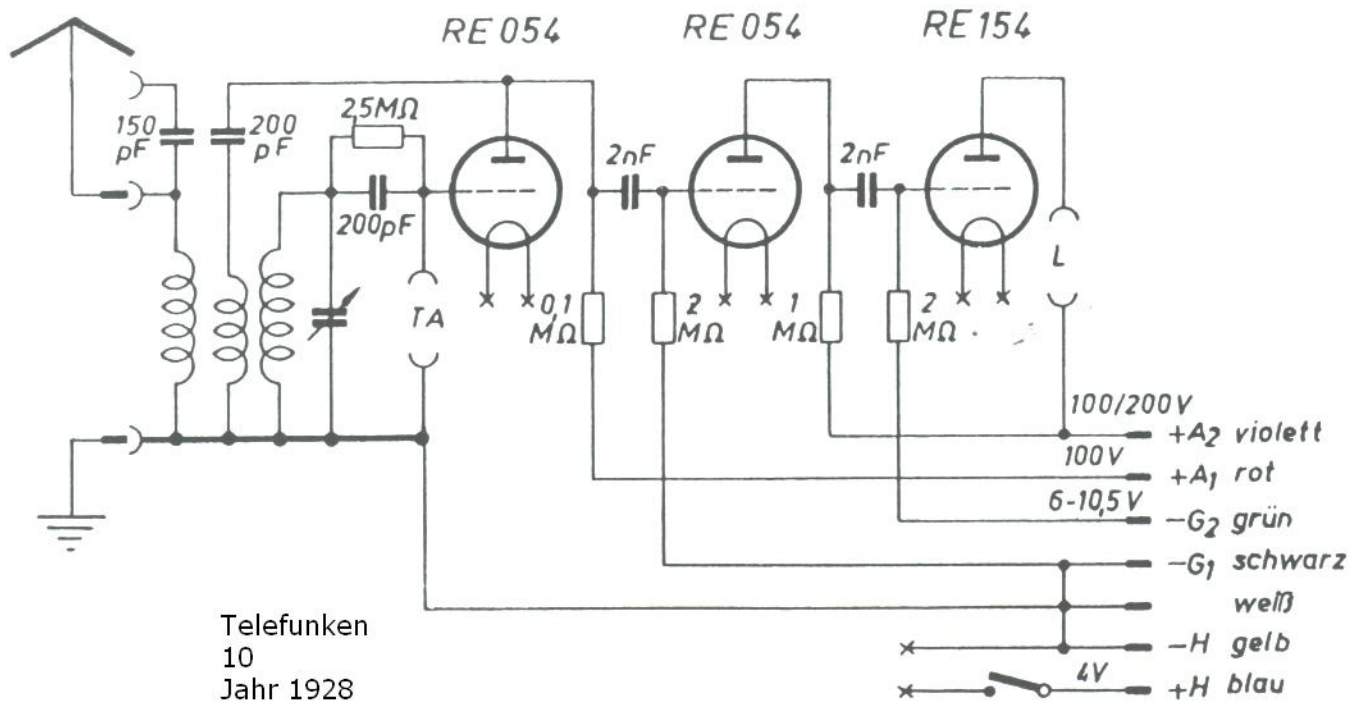 RE 054
RE 054
RE 154
150
pF
200
pF
25MΩ
200pF
2nF
2nF
TA
0,1
MΩ
2
MΩ
1
MΩ
2
MΩ
L
100/200V
+A2 violett
100V
+A1 rot
6-10,5V
-G2 grün
-G1 schwarz
weiß
-H gelb
4V
+H blau
Telefunken
10
Jahr 1928